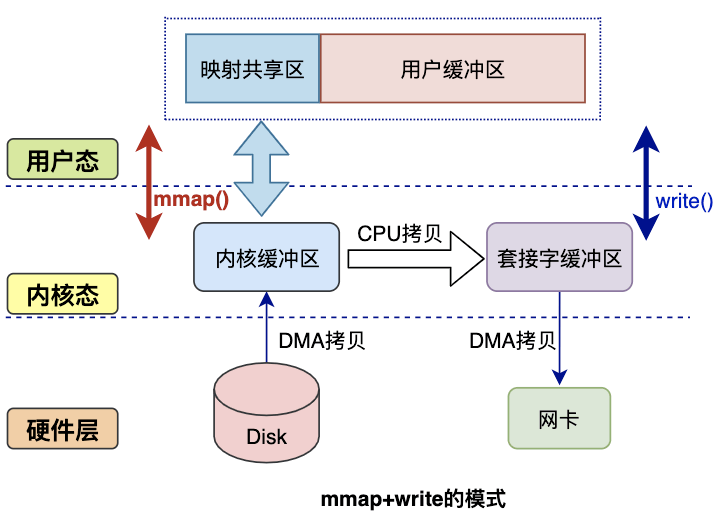 映射共享区
用户缓冲区
用户态
mmap()
write()
内核缓冲区
CPU拷贝
套接字缓冲区
内核态
DMA拷贝
DMA拷贝
硬件层
Disk
网卡
mmap+write的模式